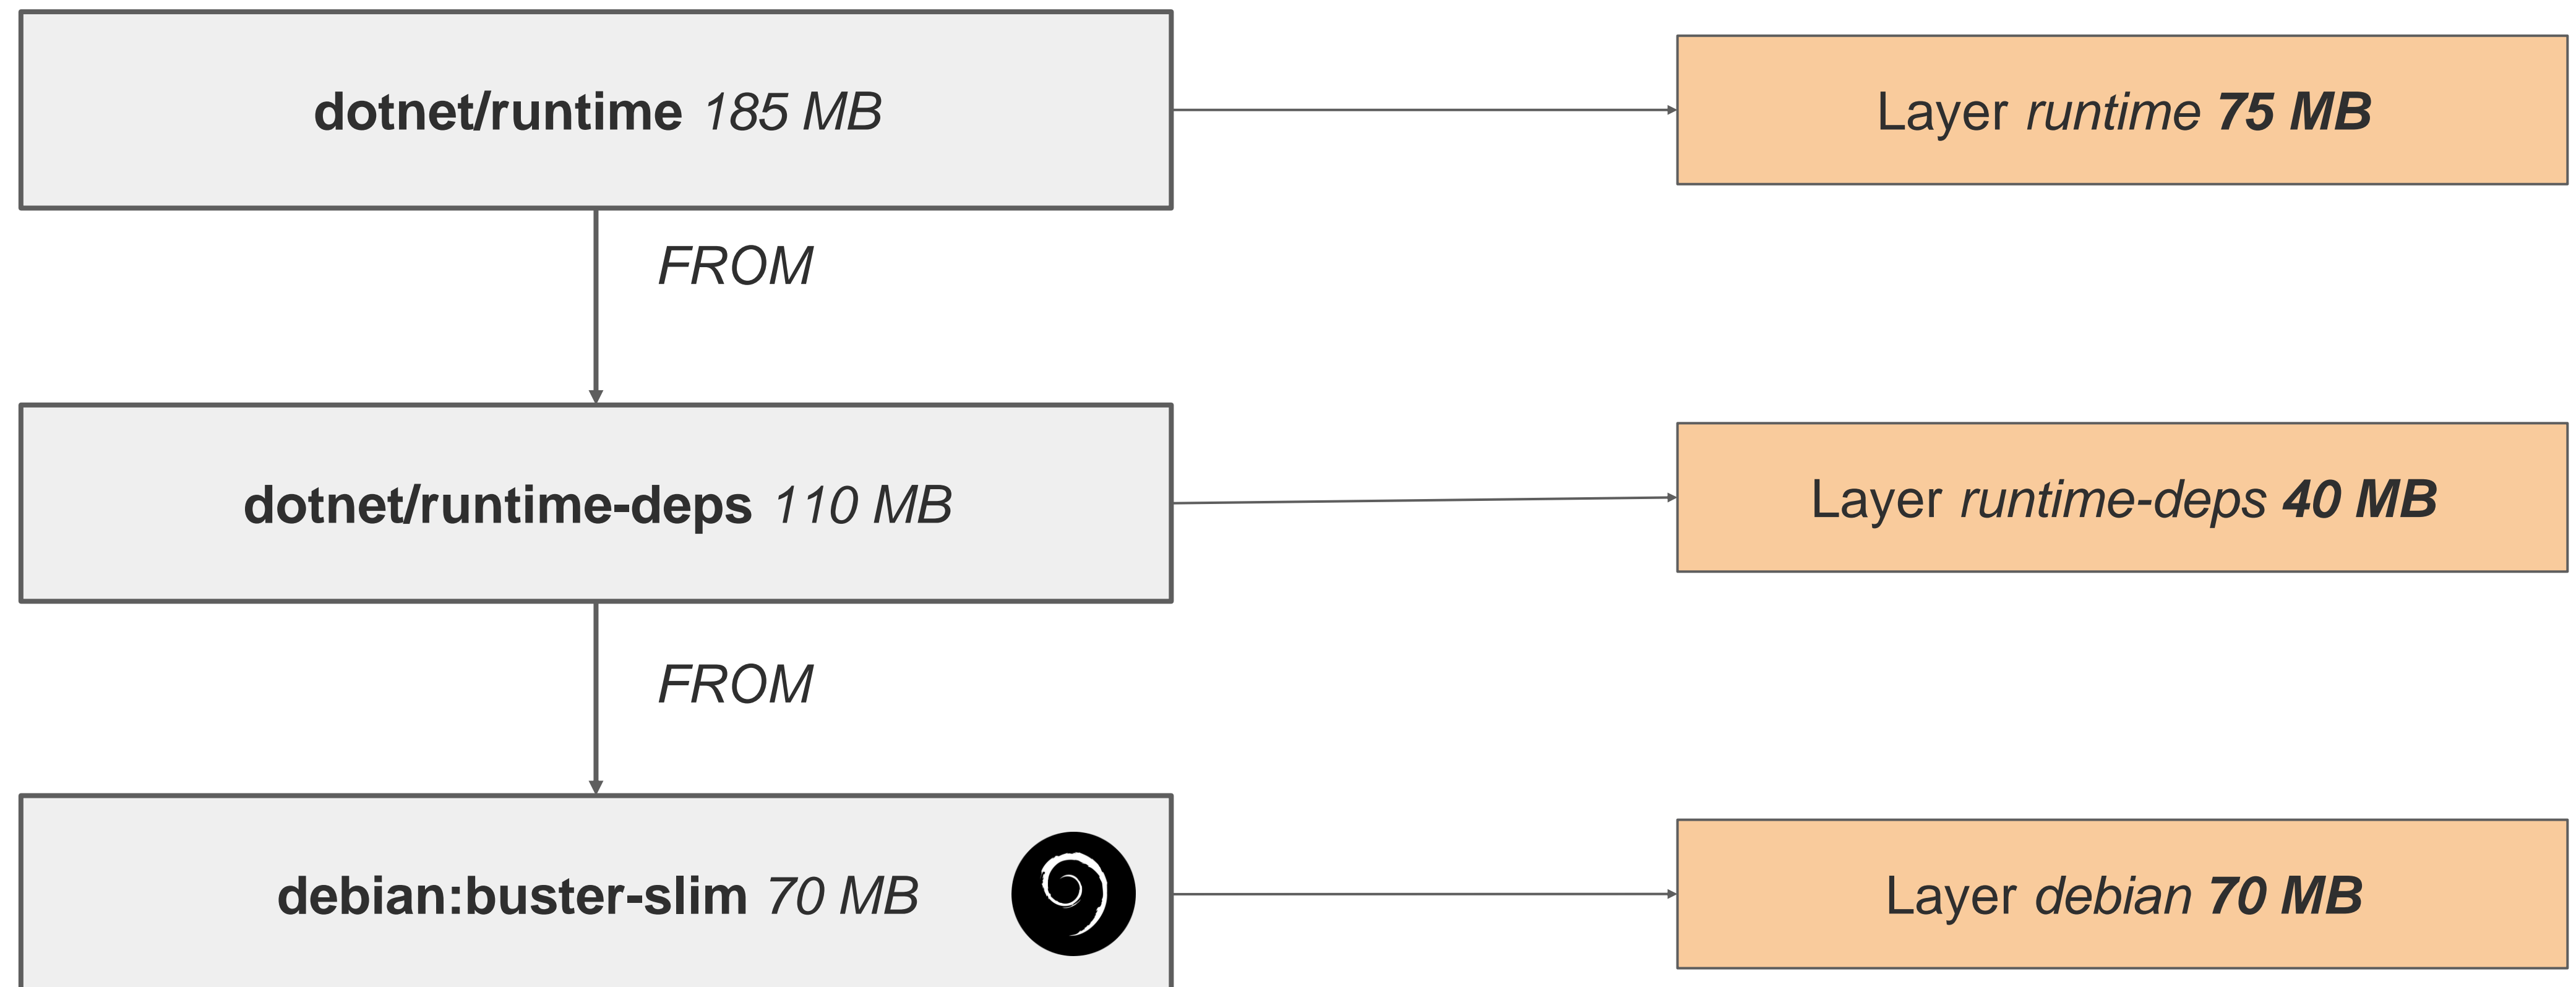 dotnet/runtime 185 MB
Layer runtime 75 MB
FROM
dotnet/runtime-deps 110 MB
Layer runtime-deps 40 MB
FROM
debian:buster-slim 70 MB
Layer debian 70 MB